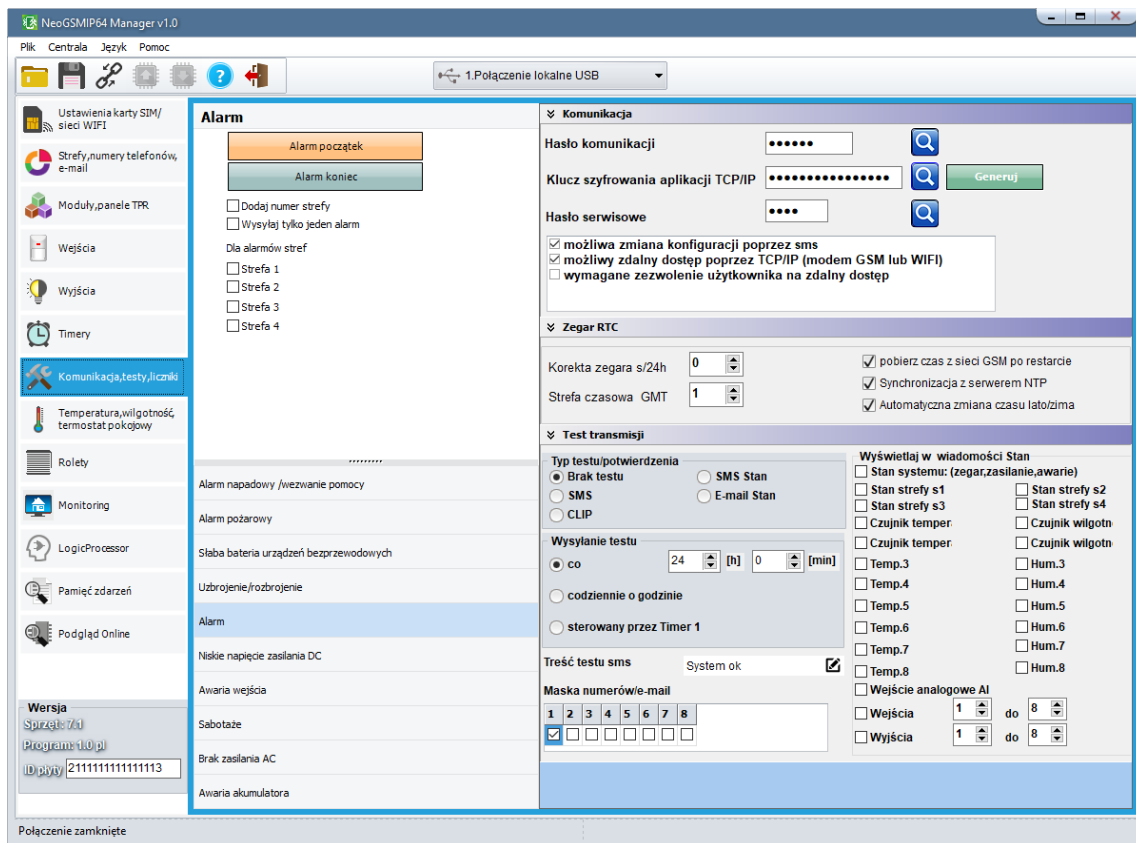 NeoGSMIP64 Manager v1.0
Plik Centrala Język Pomoc
1.Połączenie lokalne USB
Ustawienia karty SIM/
sieci WIFI
Strefy,numery telefonów,
e-mail
Moduły,panele TPR
Wejścia
Wyjścia
Timery
Komunikacja,testy,liczniki
Temperatura,wilgotność,
termostat pokojowy
Rolety
Monitoring
LogicProcessor
Pamięć zdarzeń
Podgląd Online
Wersja
Sprzęt: 7.1
Program: 1.0 pl
ID płyty 2111111111111113
Alarm
Alarm początek
Alarm koniec
Dodaj numer strefy
Wysyłaj tylko jeden alarm
Dla alarmów stref
Strefa 1
Strefa 2
Strefa 3
Strefa 4
Alarm napadowy /wezwanie pomocy
Alarm pożarowy
Słaba bateria urządzeń bezprzewodowych
Uzbrojenie/rozbrojenie
Alarm
Niskie napięcie zasilania DC
Awaria wejścia
Sabotaże
Brak zasilania AC
Awaria akumulatora
Komunikacja
Hasło komunikacji
Klucz szyfrowania aplikacji TCP/IP Generuj
Hasło serwisowe
możliwa zmiana konfiguracji poprzez sms
możliwy zdalny dostęp poprzez TCP/IP (modem GSM lub WIFI)
wymagane zezwolenie użytkownika na zdalny dostęp
Zegar RTC
Korekta zegara s/24h 0
Strefa czasowa GMT 1
pobierz czas z sieci GSM po restarcie
Synchronizacja z serwerem NTP
Automatyczna zmiana czasu lato/zima
Test transmisji
Typ testu/potwierdzenia
Brak testu SMS Stan
SMS E-mail Stan
CLIP
Wysyłanie testu
co 24 [h] 0 [min]
codziennie o godzinie
sterowany przez Timer 1
Treść testu sms System ok
Maska numerów/e-mail
1 2 3 4 5 6 7 8
Wyświetlaj w wiadomości Stan
Stan systemu: (zegar,zasilanie,awarie)
Stan strefy s1 Stan strefy s2
Stan strefy s3 Stan strefy s4
Czujnik temper Czujnik wilgotn
Czujnik temper Czujnik wilgotn
Temp.3 Hum.3
Temp.4 Hum.4
Temp.5 Hum.5
Temp.6 Hum.6
Temp.7 Hum.7
Temp.8 Hum.8
Wejście analogowe AI
Wejścia 1 do 8
Wyjścia 1 do 8
Połączenie zamknięte